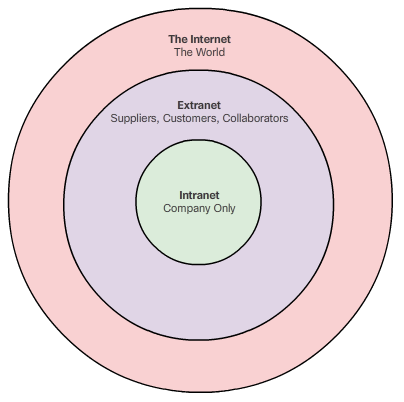 The Internet
The World
Extranet
Suppliers, Customers, Collaborators
Intranet
Company Only